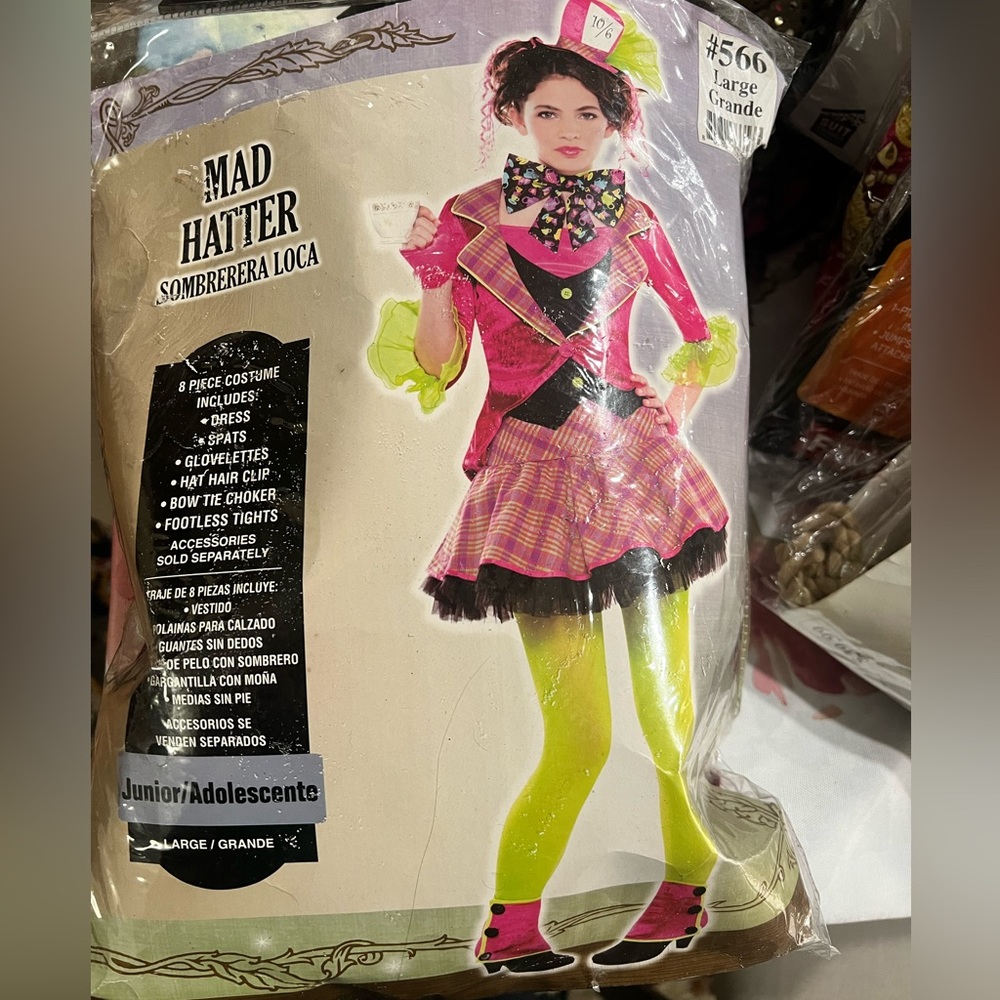 10/6
#566
Large
Grande
MAD
HATTER
SOMBRERERA LOCA
8 PIECE COSTUME
INCLUDES:
• DRESS
• SPATS
• GLOVELETTES
• HAT HAIR CLIP
• BOW TIE CHOKER
• FOOTLESS TIGHTS
ACCESSORIES
SOLD SEPARATELY
TRAJE DE 8 PIEZAS INCLUYE:
• VESTIDO
POLAINAS PARA CALZADO
GUANTES SIN DEDOS
DE PELO CON SOMBRERO
GARGANTILLA CON MOÑA
• MEDIAS SIN PIE
ACCESORIOS SE
VENDEN SEPARADOS
Junior/Adolescente
LARGE / GRANDE
SUIT